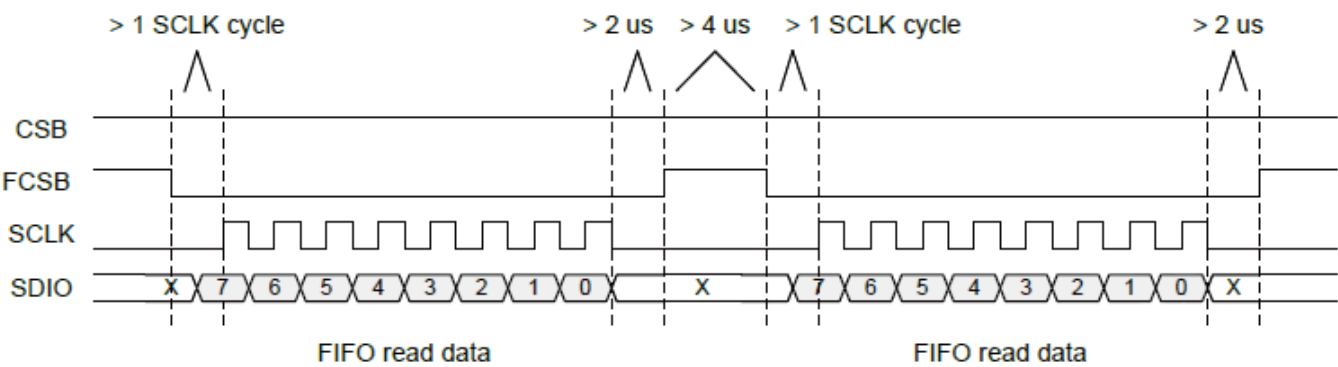 > 1 SCLK cycle > 2 us > 4 us > 1 SCLK cycle > 2 us
CSB
FCSB
SCLK
SDIO X 7 6 5 4 3 2 1 0 X 7 6 5 4 3 2 1 0 X
FIFO read data FIFO read data